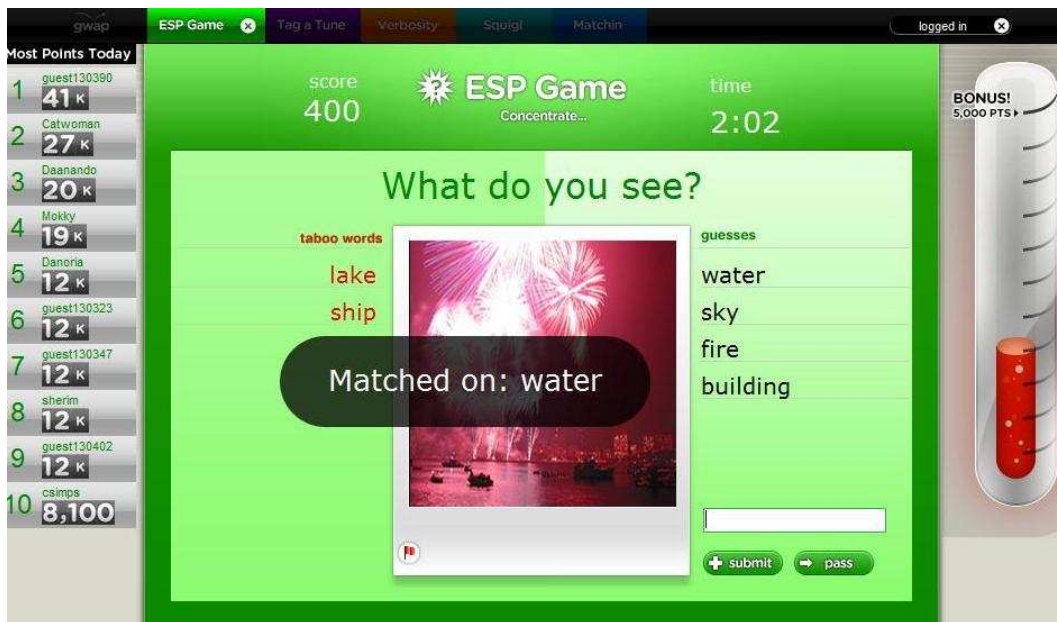 gwap
ESP Game
Tag a Tune
Verbosity
Squigl
Matchin
logged in
Most Points Today
1 guest130390
41 K
2 Catwoman
27 K
3 Daanando
20 K
4 Mokky
19 K
5 Danoria
12 K
6 guest130323
12 K
7 guest130347
12 K
8 sherim
12 K
9 guest130402
12 K
10 csimps
8,100
score
400
? ESP Game
Concentrate...
time
2:02
BONUS!
5,000 PTS
What do you see?
taboo words
lake
ship
Matched on: water
guesses
water
sky
fire
building
submit
pass